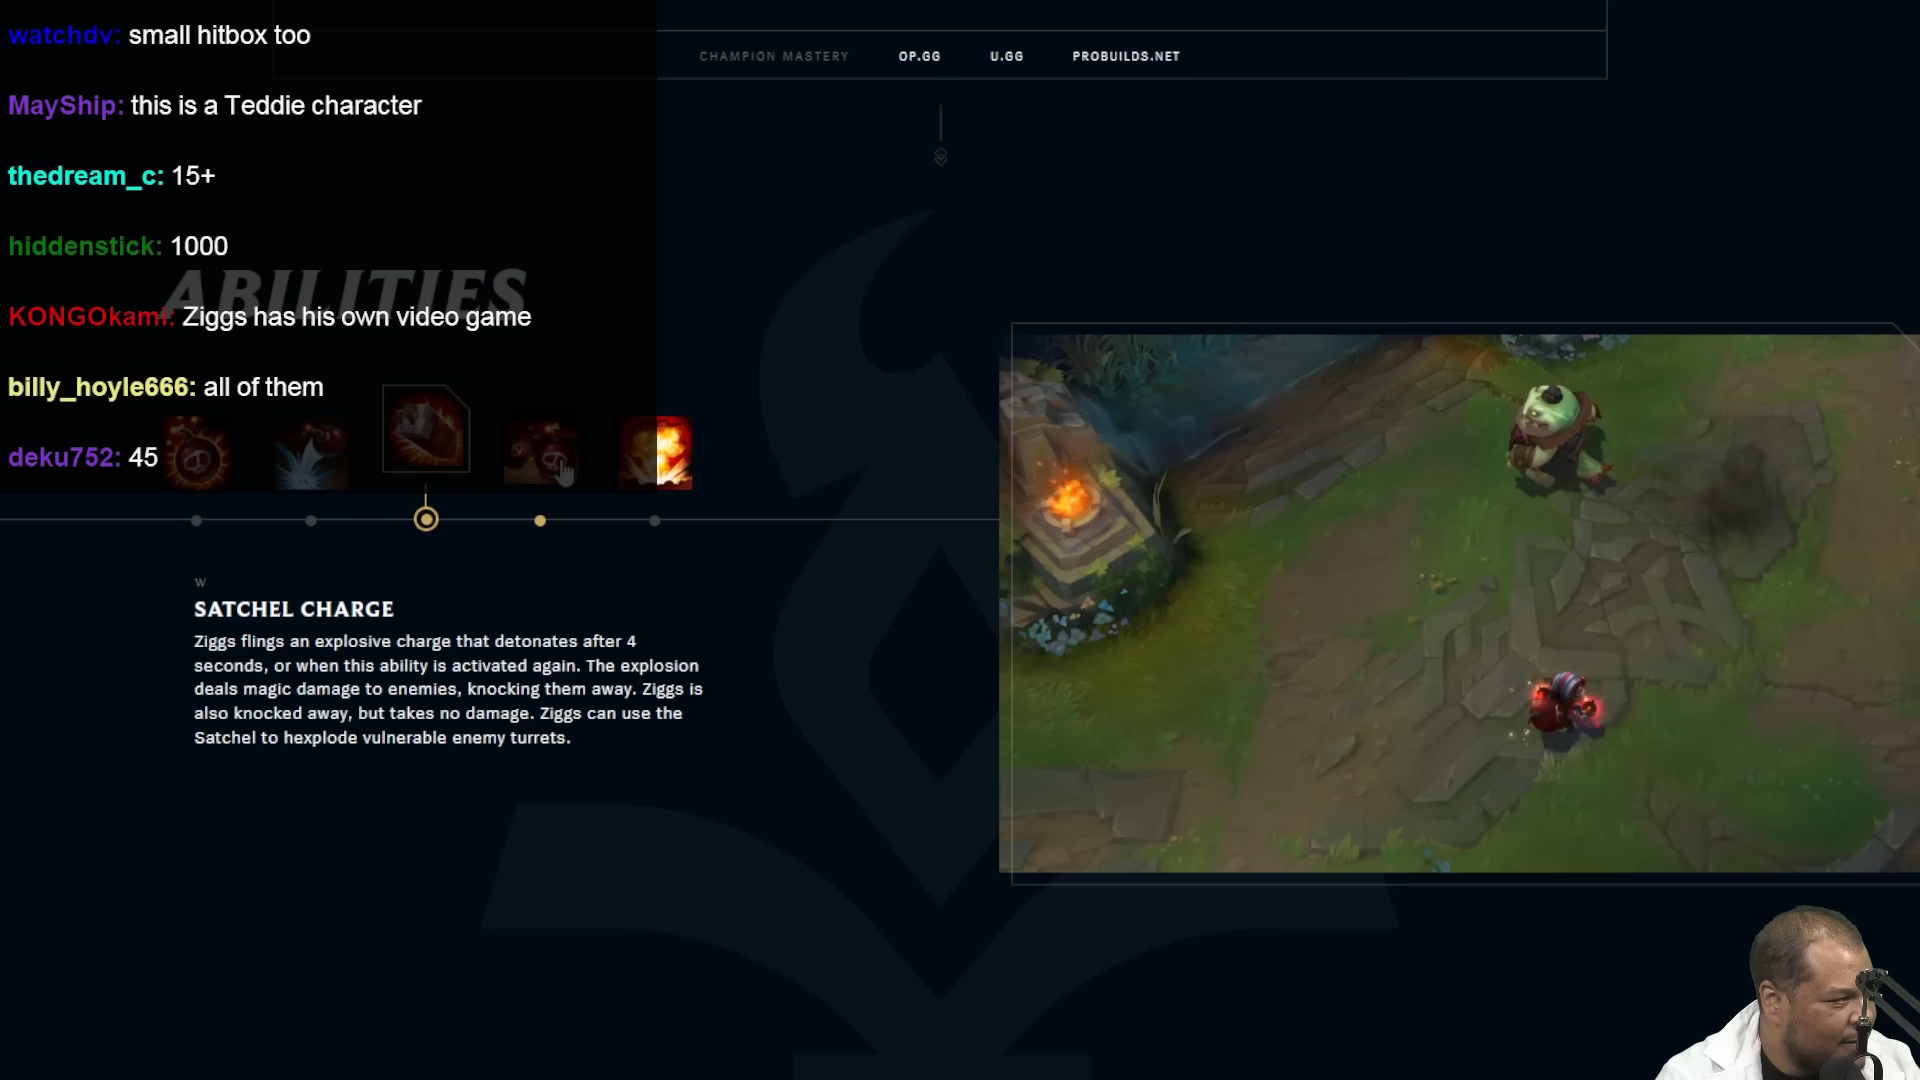 watchdv: small hitbox too
CHAMPION MASTERY OP.GG U.GG PROBUILDS.NET
MayShip: this is a Teddie character
thedream_c: 15+
hiddenstick: 1000
ABILITIES
KONGOkami: Ziggs has his own video game
billy_hoyle666: all of them
deku752: 45
W
SATCHEL CHARGE
Ziggs flings an explosive charge that detonates after 4
seconds, or when this ability is activated again. The explosion
deals magic damage to enemies, knocking them away. Ziggs is
also knocked away, but takes no damage. Ziggs can use the
Satchel to hexplode vulnerable enemy turrets.